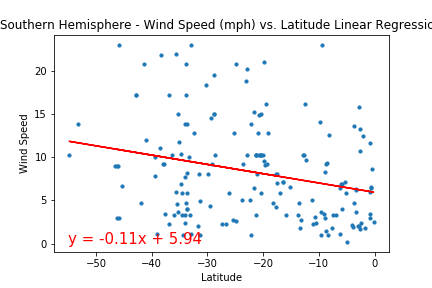 Southern Hemisphere - Wind Speed (mph) vs. Latitude Linear Regressio
20
15
10
5
0
Wind Speed
y = -0.11x + 5.94
−50 −40 −30 −20 −10 0
Latitude